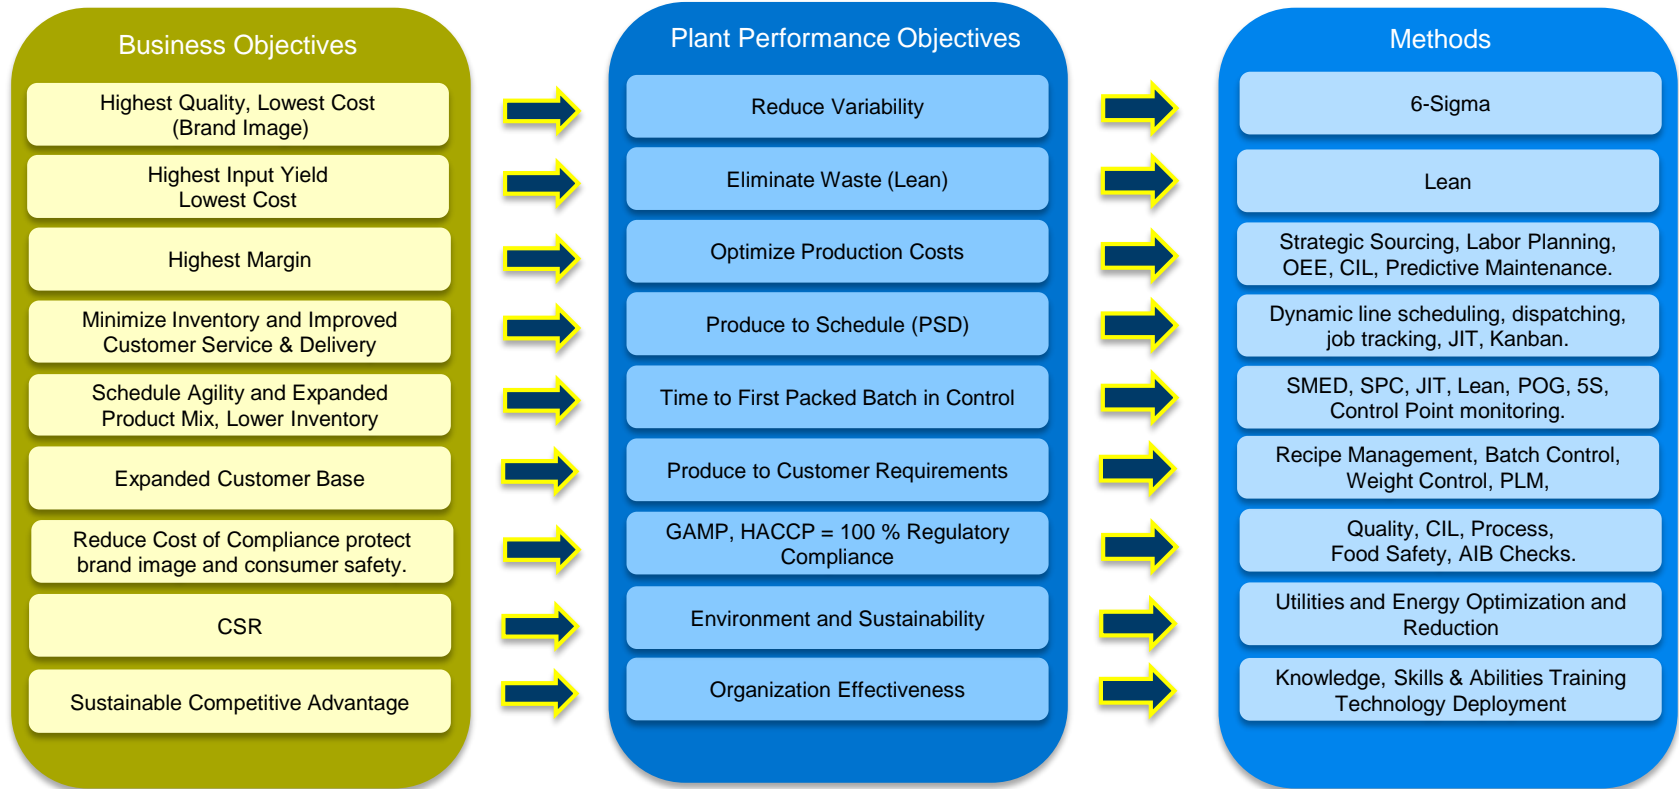 Business Objectives
Highest Quality, Lowest Cost
(Brand Image)
Highest Input Yield
Lowest Cost
Highest Margin
Minimize Inventory and Improved
Customer Service & Delivery
Schedule Agility and Expanded
Product Mix, Lower Inventory
Expanded Customer Base
Reduce Cost of Compliance protect
brand image and consumer safety.
CSR
Sustainable Competitive Advantage
Plant Performance Objectives
Reduce Variability
Eliminate Waste (Lean)
Optimize Production Costs
Produce to Schedule (PSD)
Time to First Packed Batch in Control
Produce to Customer Requirements
GAMP, HACCP = 100 % Regulatory
Compliance
Environment and Sustainability
Organization Effectiveness
Methods
6-Sigma
Lean
Strategic Sourcing, Labor Planning,
OEE, CIL, Predictive Maintenance.
Dynamic line scheduling, dispatching,
job tracking, JIT, Kanban.
SMED, SPC, JIT, Lean, POG, 5S,
Control Point monitoring.
Recipe Management, Batch Control,
Weight Control, PLM,
Quality, CIL, Process,
Food Safety, AIB Checks.
Utilities and Energy Optimization and
Reduction
Knowledge, Skills & Abilities Training
Technology Deployment